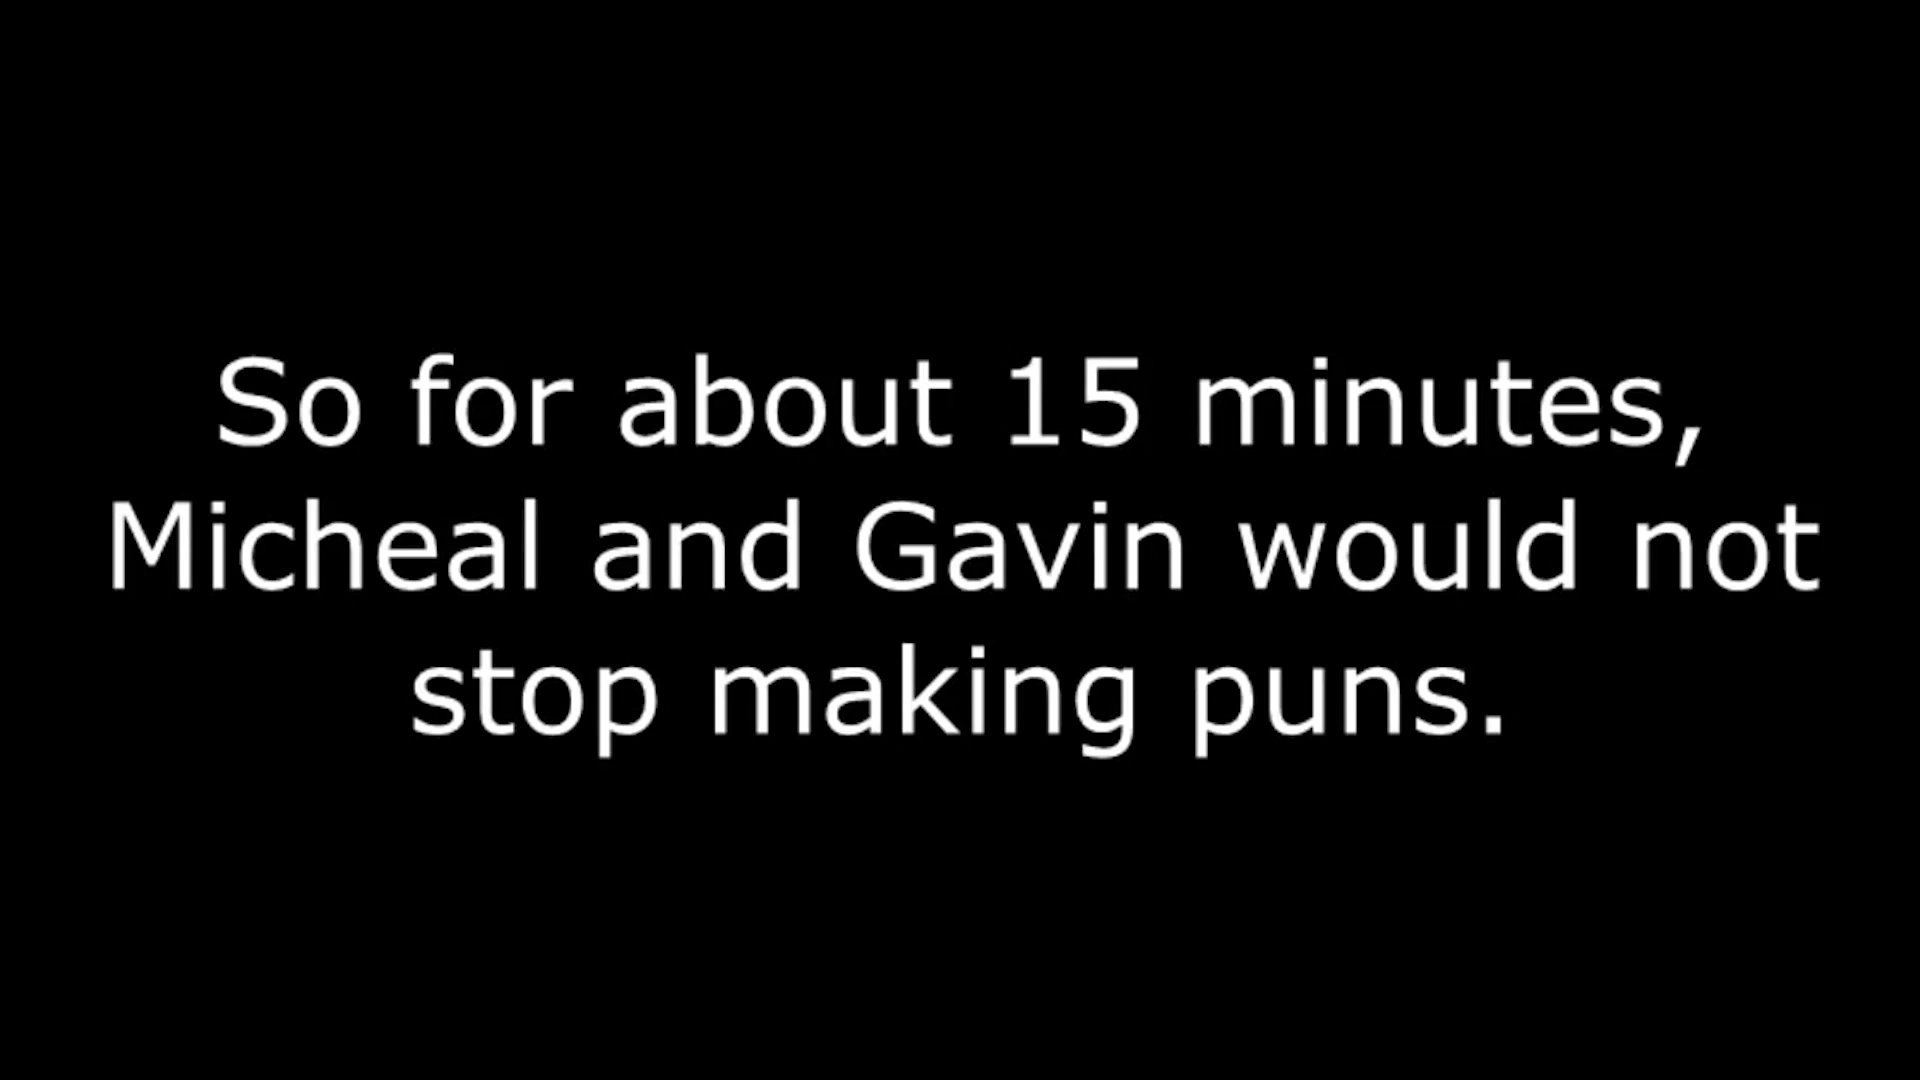 So for about 15 minutes,
Micheal and Gavin would not
stop making puns.